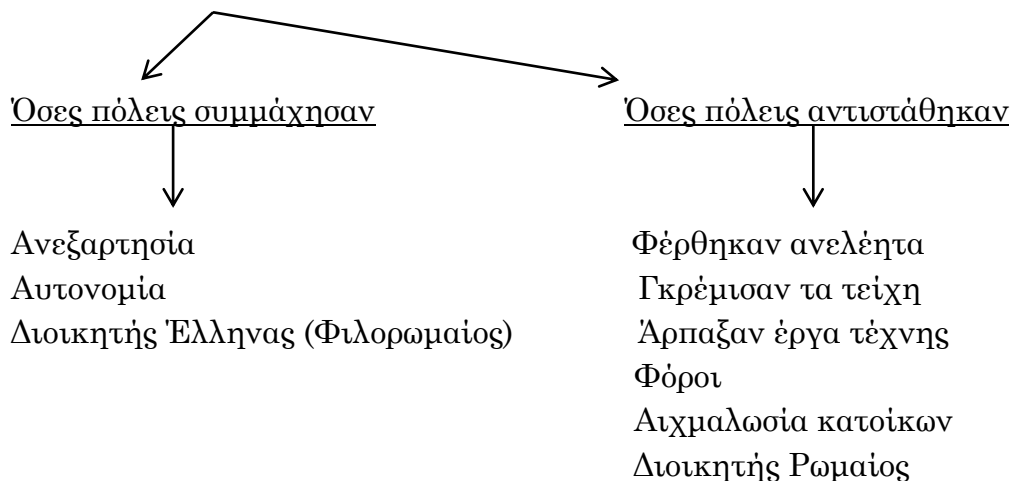 Όσες πόλεις συμμάχησαν
Όσες πόλεις αντιστάθηκαν
Ανεξαρτησία
Αυτονομία
Διοικητής Έλληνας (Φιλορωμαίος)
Φέρθηκαν ανελέητα
Γκρέμισαν τα τείχη
Άρπαξαν έργα τέχνης
Φόροι
Αιχμαλωσία κατοίκων
Διοικητής Ρωμαίος